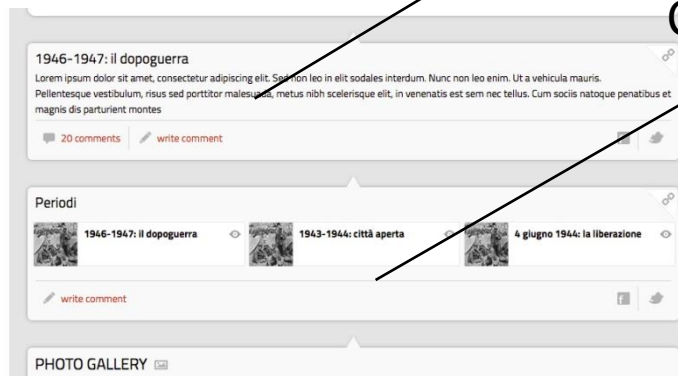 1946-1947: il dopoguerra
Lorem ipsum dolor sit amet, consectetur adipiscing elit. Sed non leo in elit sodales interdum. Nunc non leo enim. Ut a vehicula mauris.
Pellentesque vestibulum, risus sed porttitor malesuada, metus nibh scelerisque elit, in venenatis est sem nec tellus. Cum sociis natoque penatibus et
magnis dis parturient montes
20 comments write comment
Periodi
1946-1947: il dopoguerra 1943-1944: città aperta 4 giugno 1944: la liberazione
write comment
PHOTO GALLERY